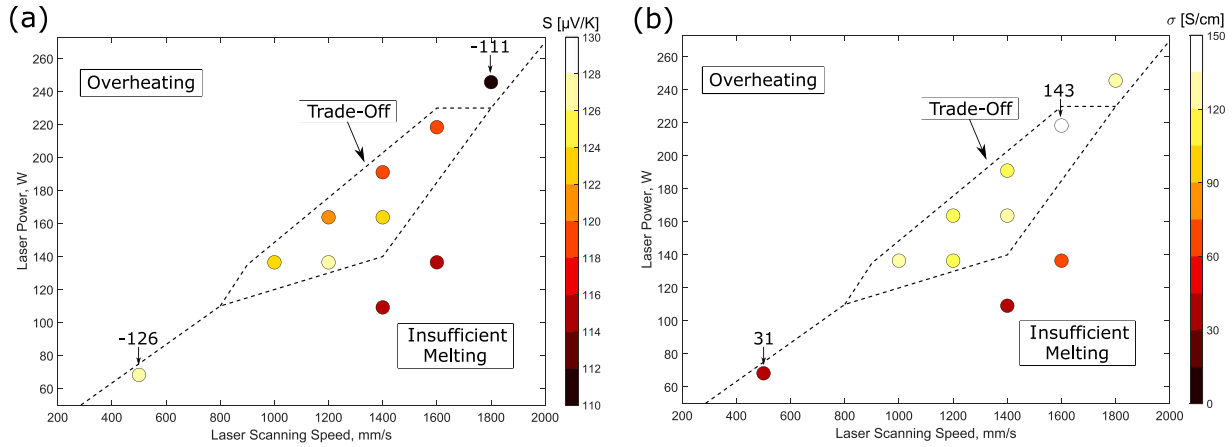 (a)
S [µV/K]
260
240
220
200
180
160
140
120
100
80
60
Laser Power, W
200 400 600 800 1000 1200 1400 1600 1800 2000
Laser Scanning Speed, mm/s
Overheating
Trade-Off
-111
-126
Insufficient
Melting
130
128
126
124
122
120
118
116
114
112
110
(b)
σ [S/cm]
260
240
220
200
180
160
140
120
100
80
60
Laser Power, W
200 400 600 800 1000 1200 1400 1600 1800 2000
Laser Scanning Speed, mm/s
Overheating
Trade-Off
143
31
Insufficient
Melting
150
120
90
60
30
0